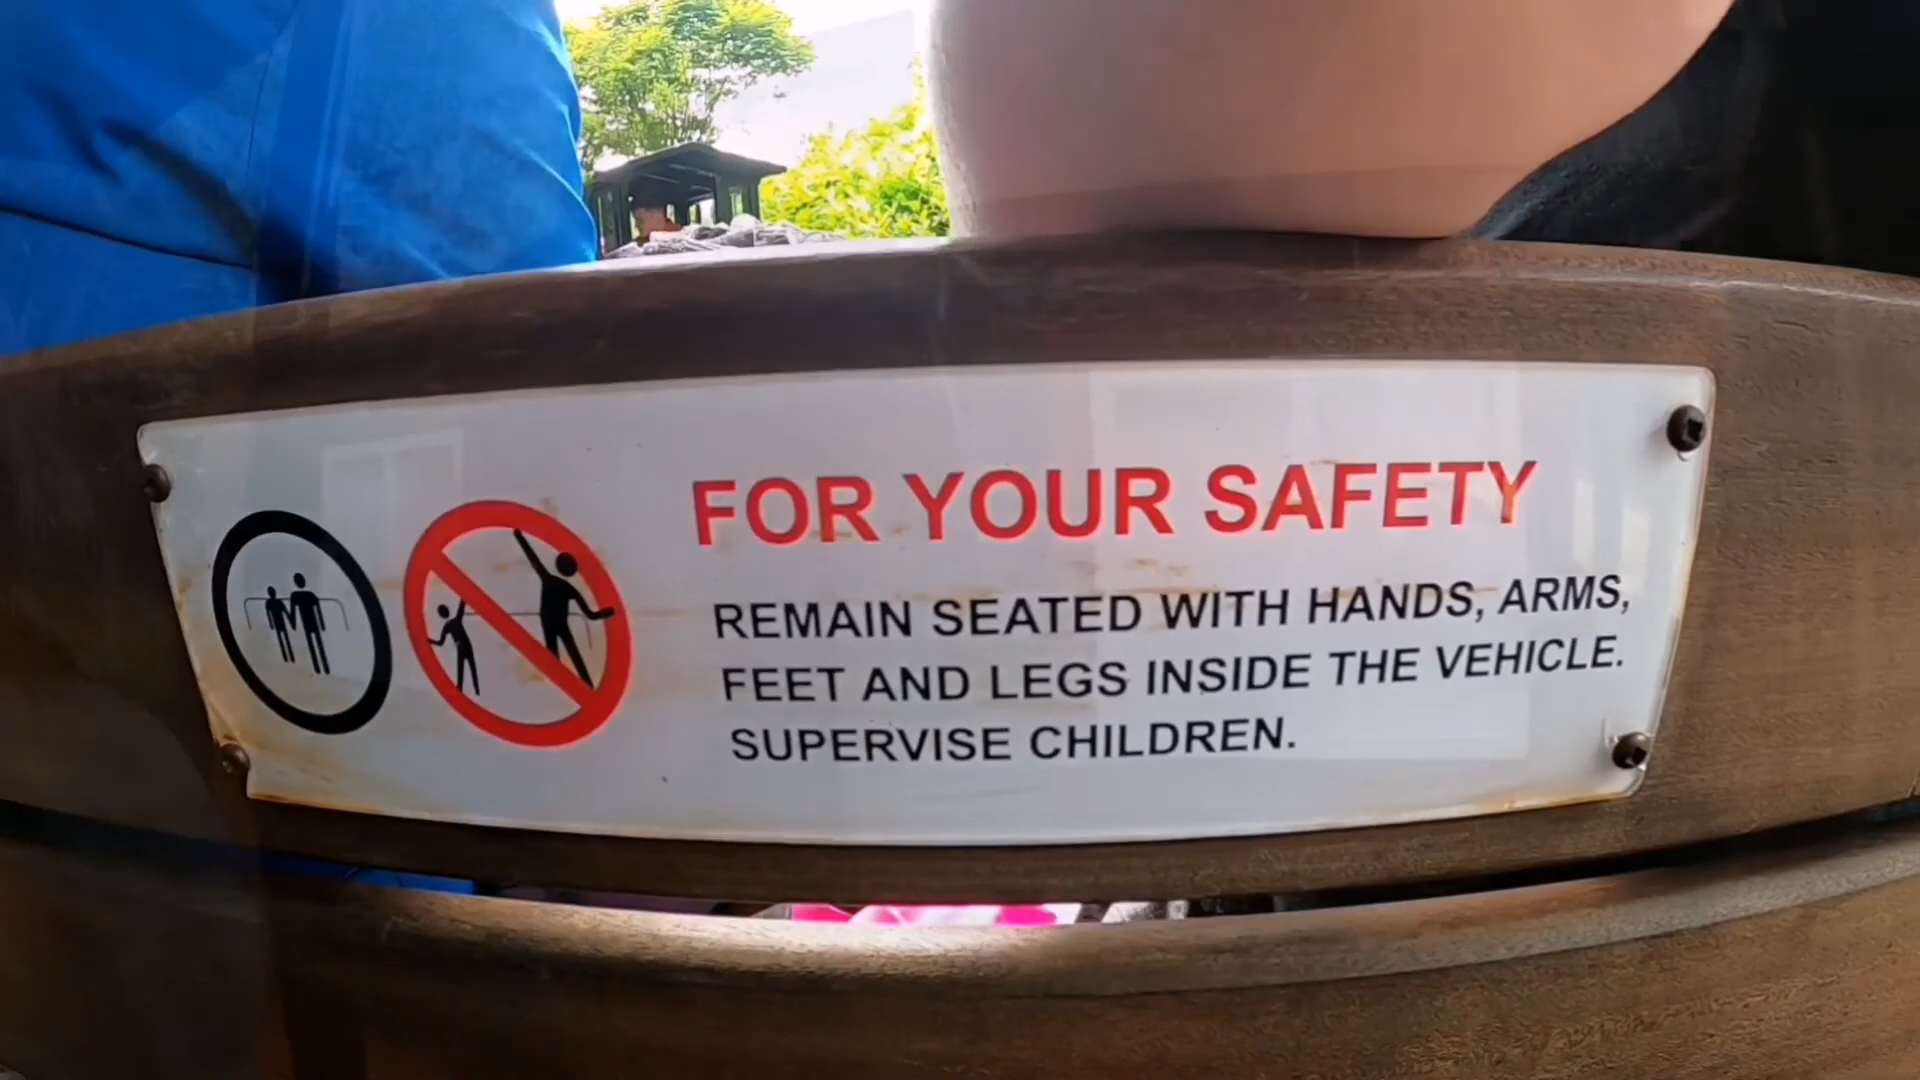 FOR YOUR SAFETY
REMAIN SEATED WITH HANDS, ARMS,
FEET AND LEGS INSIDE THE VEHICLE.
SUPERVISE CHILDREN.